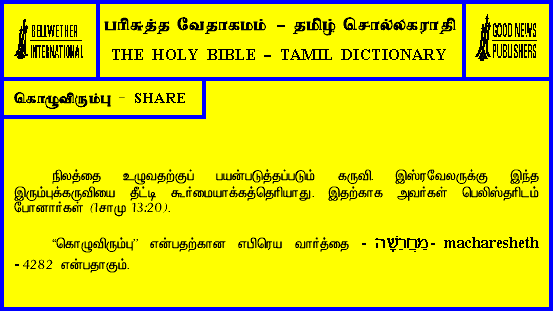 BELLWETHER
INTERNATIONAL
பரிசுத்த வேதாகமம் – தமிழ் சொல்லகராதி
THE HOLY BIBLE – TAMIL DICTIONARY
GOOD NEWS
PUBLISHERS
கொழுவிரும்பு – SHARE
நிலத்தை உழுவதற்குப் பயன்படுத்தப்படும் கருவி. இஸ்ரவேலருக்கு இந்த
இரும்புக்கருவியை தீட்டி கூர்மையாக்கத்தெரியாது. இதற்காக அவர்கள் பெலிஸ்தரிடம்
போனார்கள் (1சாமு 13:20).
“கொழுவிரும்பு” என்பதற்கான எபிரெய வார்த்தை - מַחֲרֵשָׁה - macharesheth
- 4282 என்பதாகும்.